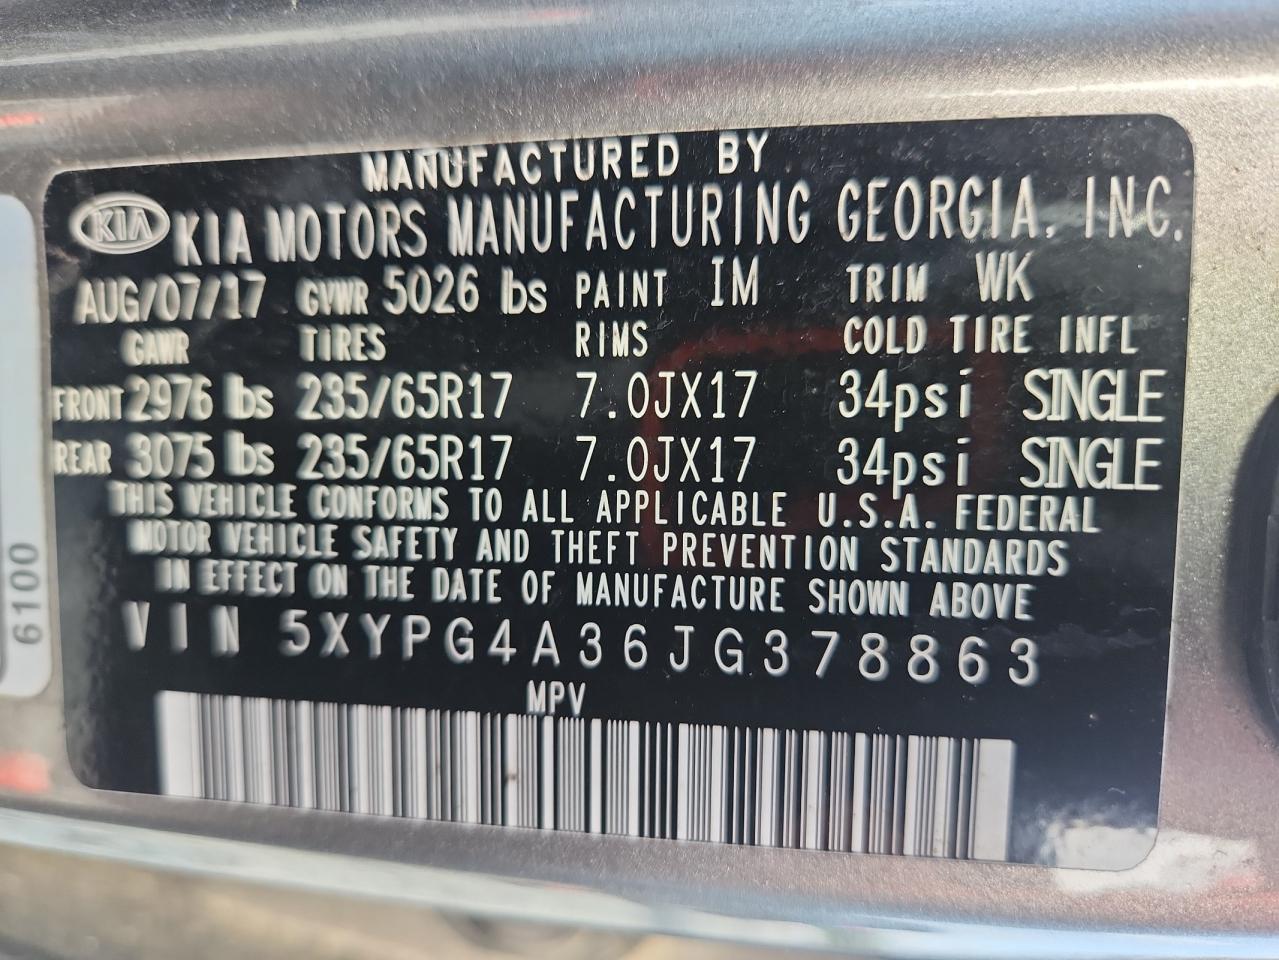 MANUFACTURED BY
KIA KIA MOTORS MANUFACTURING GEORGIA, INC.
AUG/07/17 GVWR 5026 lbs PAINT IM TRIM WK
GAWR TIRES RIMS COLD TIRE INFL
FRONT 2976 lbs 235/65R17 7.0JX17 34psi SINGLE
REAR 3075 lbs 235/65R17 7.0JX17 34psi SINGLE
THIS VEHICLE CONFORMS TO ALL APPLICABLE U.S.A. FEDERAL
MOTOR VEHICLE SAFETY AND THEFT PREVENTION STANDARDS
IN EFFECT ON THE DATE OF MANUFACTURE SHOWN ABOVE
VIN 5XYPG4A36JG378863
MPV
6100